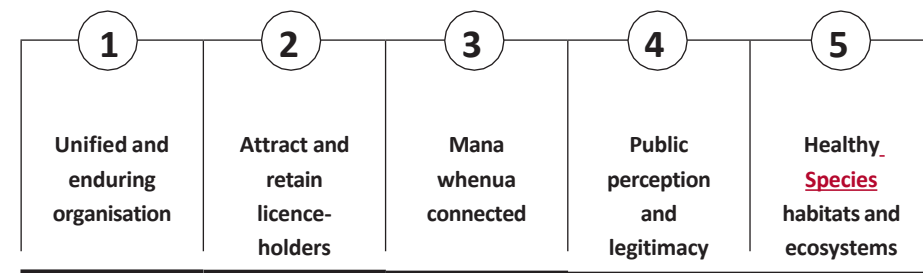 1
Unified and
enduring
organisation
2
Attract and
retain
licence-
holders
3
Mana
whenua
connected
4
Public
perception
and
legitimacy
5
Healthy
Species
habitats and
ecosystems